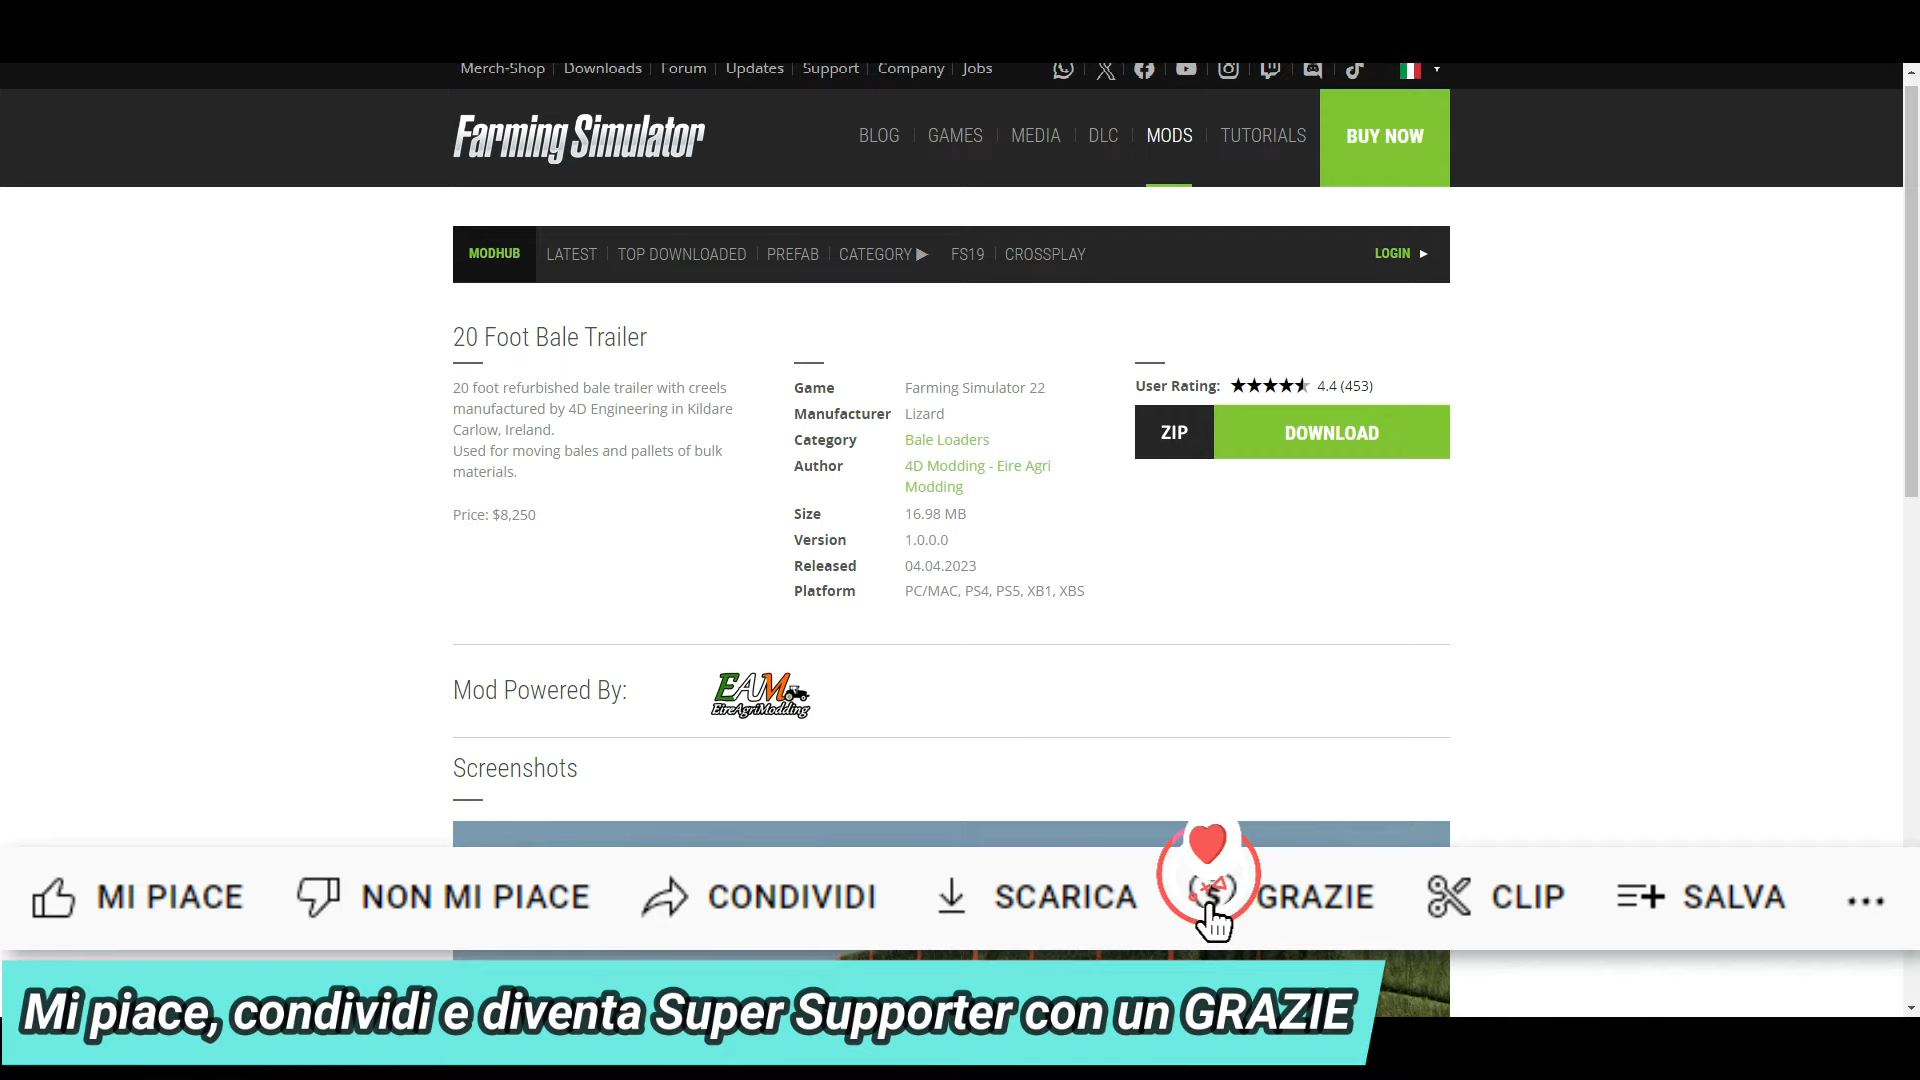 Merch-Shop Downloads Forum Updates Support Company Jobs
Farming Simulator
BLOG GAMES MEDIA DLC MODS TUTORIALS BUY NOW
MODHUB LATEST TOP DOWNLOADED PREFAB CATEGORY FS19 CROSSPLAY LOGIN
20 Foot Bale Trailer
20 foot refurbished bale trailer with creels
manufactured by 4D Engineering in Kildare
Carlow, Ireland.
Used for moving bales and pallets of bulk
materials.
Price: $8,250
Game Farming Simulator 22
Manufacturer Lizard
Category Bale Loaders
Author 4D Modding - Eire Agri
Modding
Size 16.98 MB
Version 1.0.0.0
Released 04.04.2023
Platform PC/MAC, PS4, PS5, XB1, XBS
User Rating: 4.4 (453)
ZIP DOWNLOAD
Mod Powered By:
EAM
EireAgriModding
Screenshots
MI PIACE NON MI PIACE CONDIVIDI SCARICA GRAZIE CLIP SALVA ...
Mi piace, condividi e diventa Super Supporter con un GRAZIE